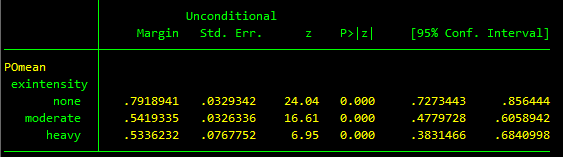 Unconditional
Margin Std. Err. z P>|z| [95% Conf. Interval]
POmean
exintensity
none .7918941 .0329342 24.04 0.000 .7273443 .856444
moderate .5419335 .0326336 16.61 0.000 .4779728 .6058942
heavy .5336232 .0767752 6.95 0.000 .3831466 .6840998